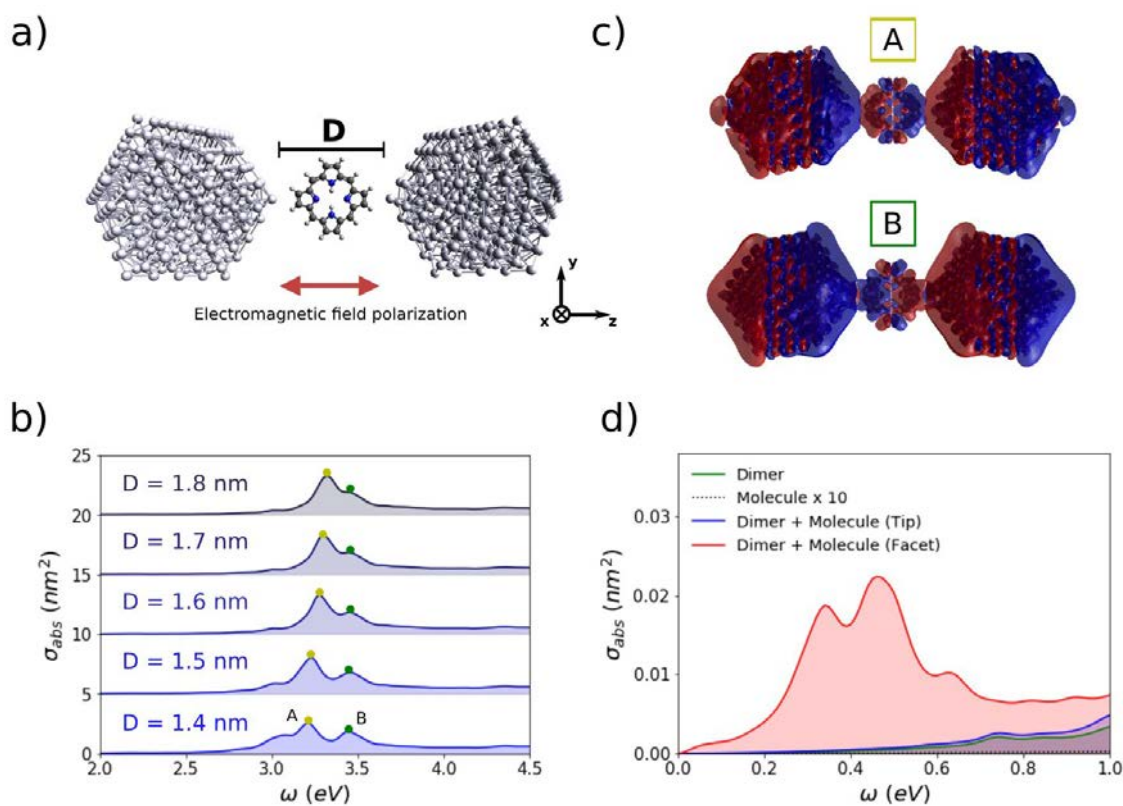 a)
D
Electromagnetic field polarization
y
x
z
c)
A
B
b)
σabs (nm²)
25
20
15
10
5
0
D = 1.8 nm
D = 1.7 nm
D = 1.6 nm
D = 1.5 nm
D = 1.4 nm
A
B
2.0 2.5 3.0 3.5 4.0 4.5
ω (eV)
d)
σabs (nm²)
0.03
0.02
0.01
0.00
Dimer
Molecule x 10
Dimer + Molecule (Tip)
Dimer + Molecule (Facet)
0.0 0.2 0.4 0.6 0.8 1.0
ω (eV)